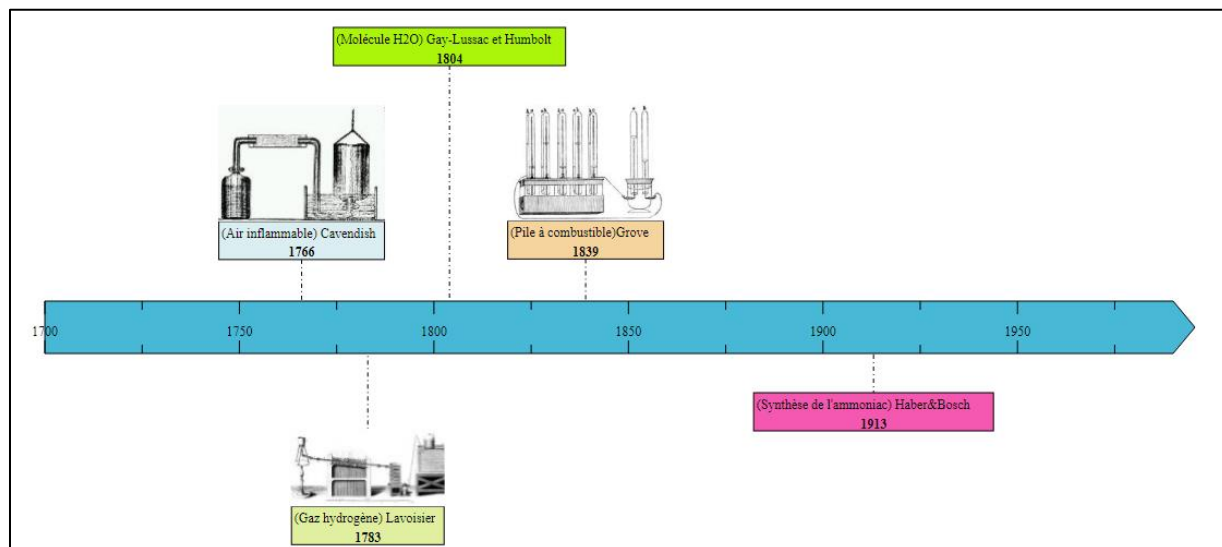 (Molécule H2O) Gay-Lussac et Humbolt
1804
(Air inflammable) Cavendish
1766
(Pile à combustible)Grove
1839
1700
1750
1800
1850
1900
1950
(Synthèse de l'ammoniac) Haber&Bosch
1913
(Gaz hydrogène) Lavoisier
1783